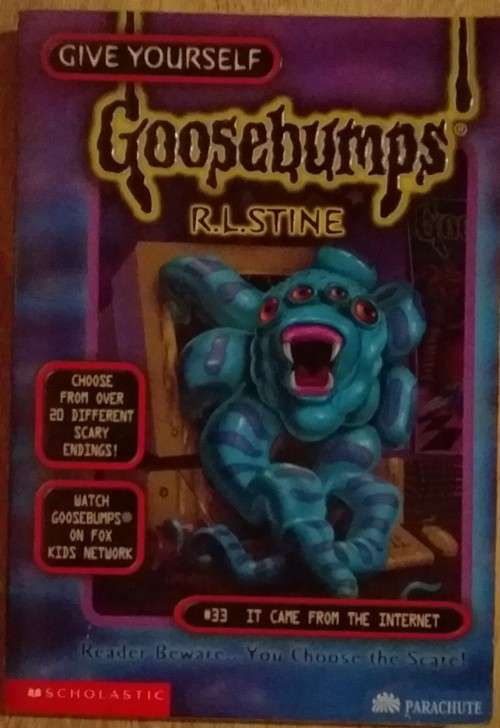 GIVE YOURSELF
Goosebumps®
R.L.STINE
Goo
CHOOSE
FROM OVER
20 DIFFERENT
SCARY
ENDINGS!
WATCH
GOOSEBUMPS®
ON FOX
KIDS NETWORK
#33 IT CAME FROM THE INTERNET
Reader Beware... You Choose the Scare!
SCHOLASTIC
PARACHUTE